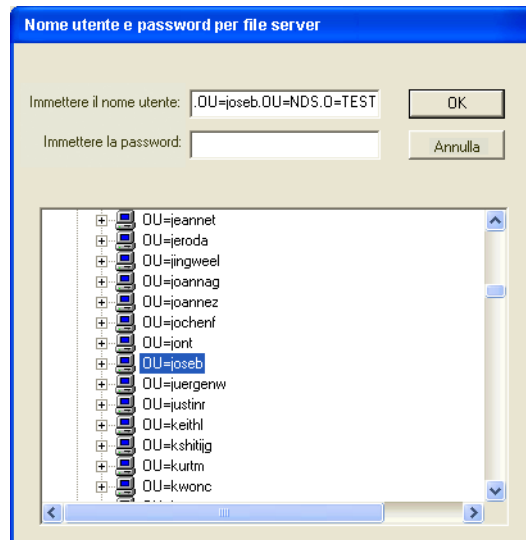 Nome utente e password per file server
Immettere il nome utente: .OU=joseb.OU=NDS.O=TEST OK
Immettere la password: Annulla
OU=jeannet
OU=jeroda
OU=jingweel
OU=joannag
OU=joannez
OU=jochenf
OU=jont
OU=joseb
OU=juergenw
OU=justinr
OU=keithl
OU=kshitijg
OU=kurtm
OU=kwonc